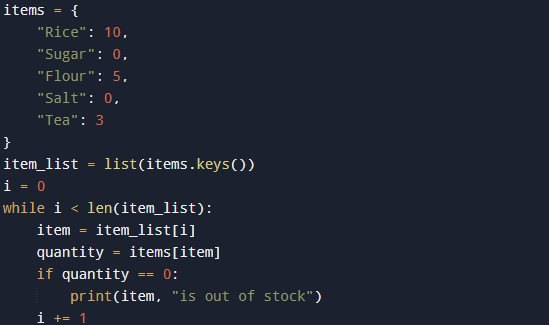 items = {
    "Rice": 10,
    "Sugar": 0,
    "Flour": 5,
    "Salt": 0,
    "Tea": 3
}
item_list = list(items.keys())
i = 0
while i < len(item_list):
    item = item_list[i]
    quantity = items[item]
    if quantity == 0:
        print(item, "is out of stock")
    i += 1